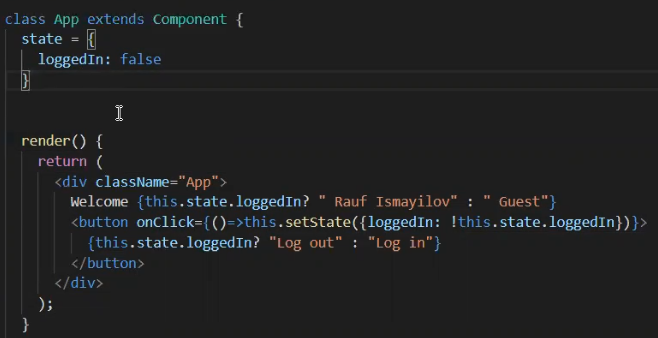 class App extends Component {
state = {
loggedIn: false
}
render() {
return (
<div className="App">
Welcome {this.state.loggedIn? " Rauf Ismayilov" : " Guest"}
<button onClick={()=>this.setState({loggedIn: !this.state.loggedIn})}>
{this.state.loggedIn? "Log out" : "Log in"}
</button>
</div>
);
}